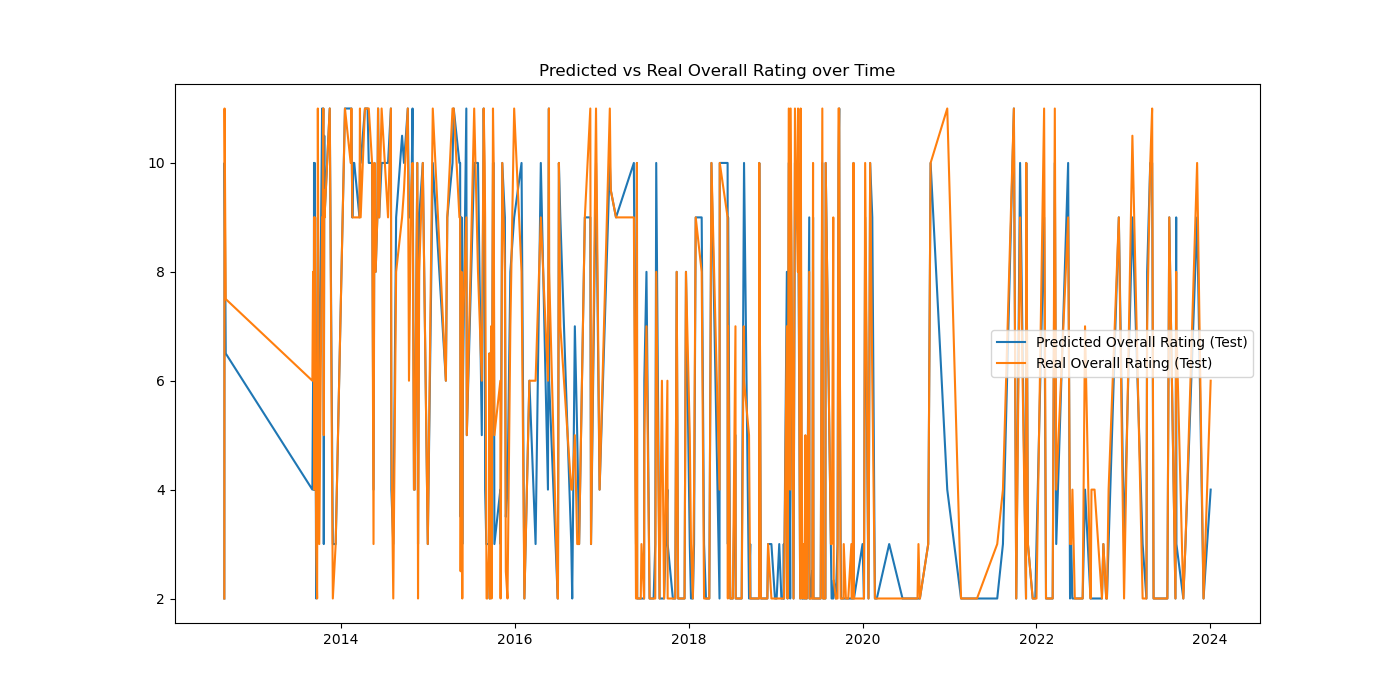 Predicted vs Real Overall Rating over Time
10
8
6
4
2
Predicted Overall Rating (Test)
Real Overall Rating (Test)
2014 2016 2018 2020 2022 2024